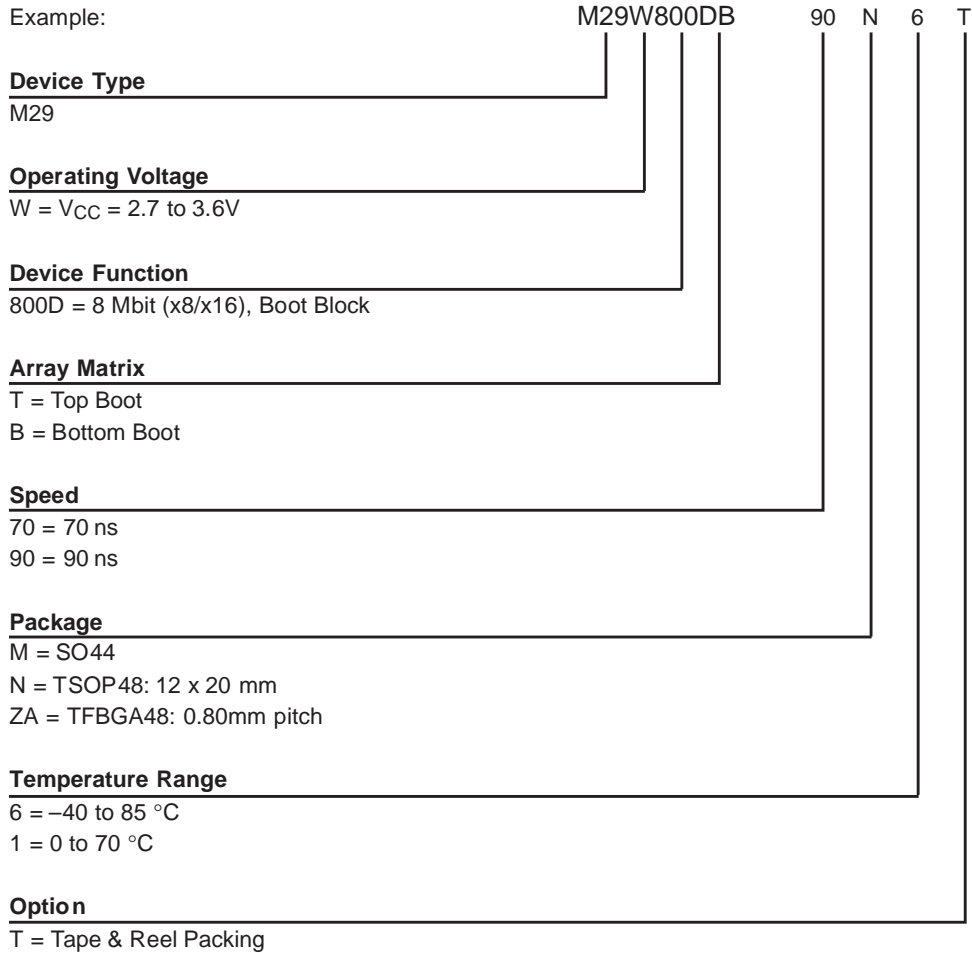 Example: M29W800DB 90 N 6 T
Device Type
M29
Operating Voltage
W = VCC = 2.7 to 3.6V
Device Function
800D = 8 Mbit (x8/x16), Boot Block
Array Matrix
T = Top Boot
B = Bottom Boot
Speed
70 = 70 ns
90 = 90 ns
Package
M = SO44
N = TSOP48: 12 x 20 mm
ZA = TFBGA48: 0.80mm pitch
Temperature Range
6 = –40 to 85 °C
1 = 0 to 70 °C
Option
T = Tape & Reel Packing